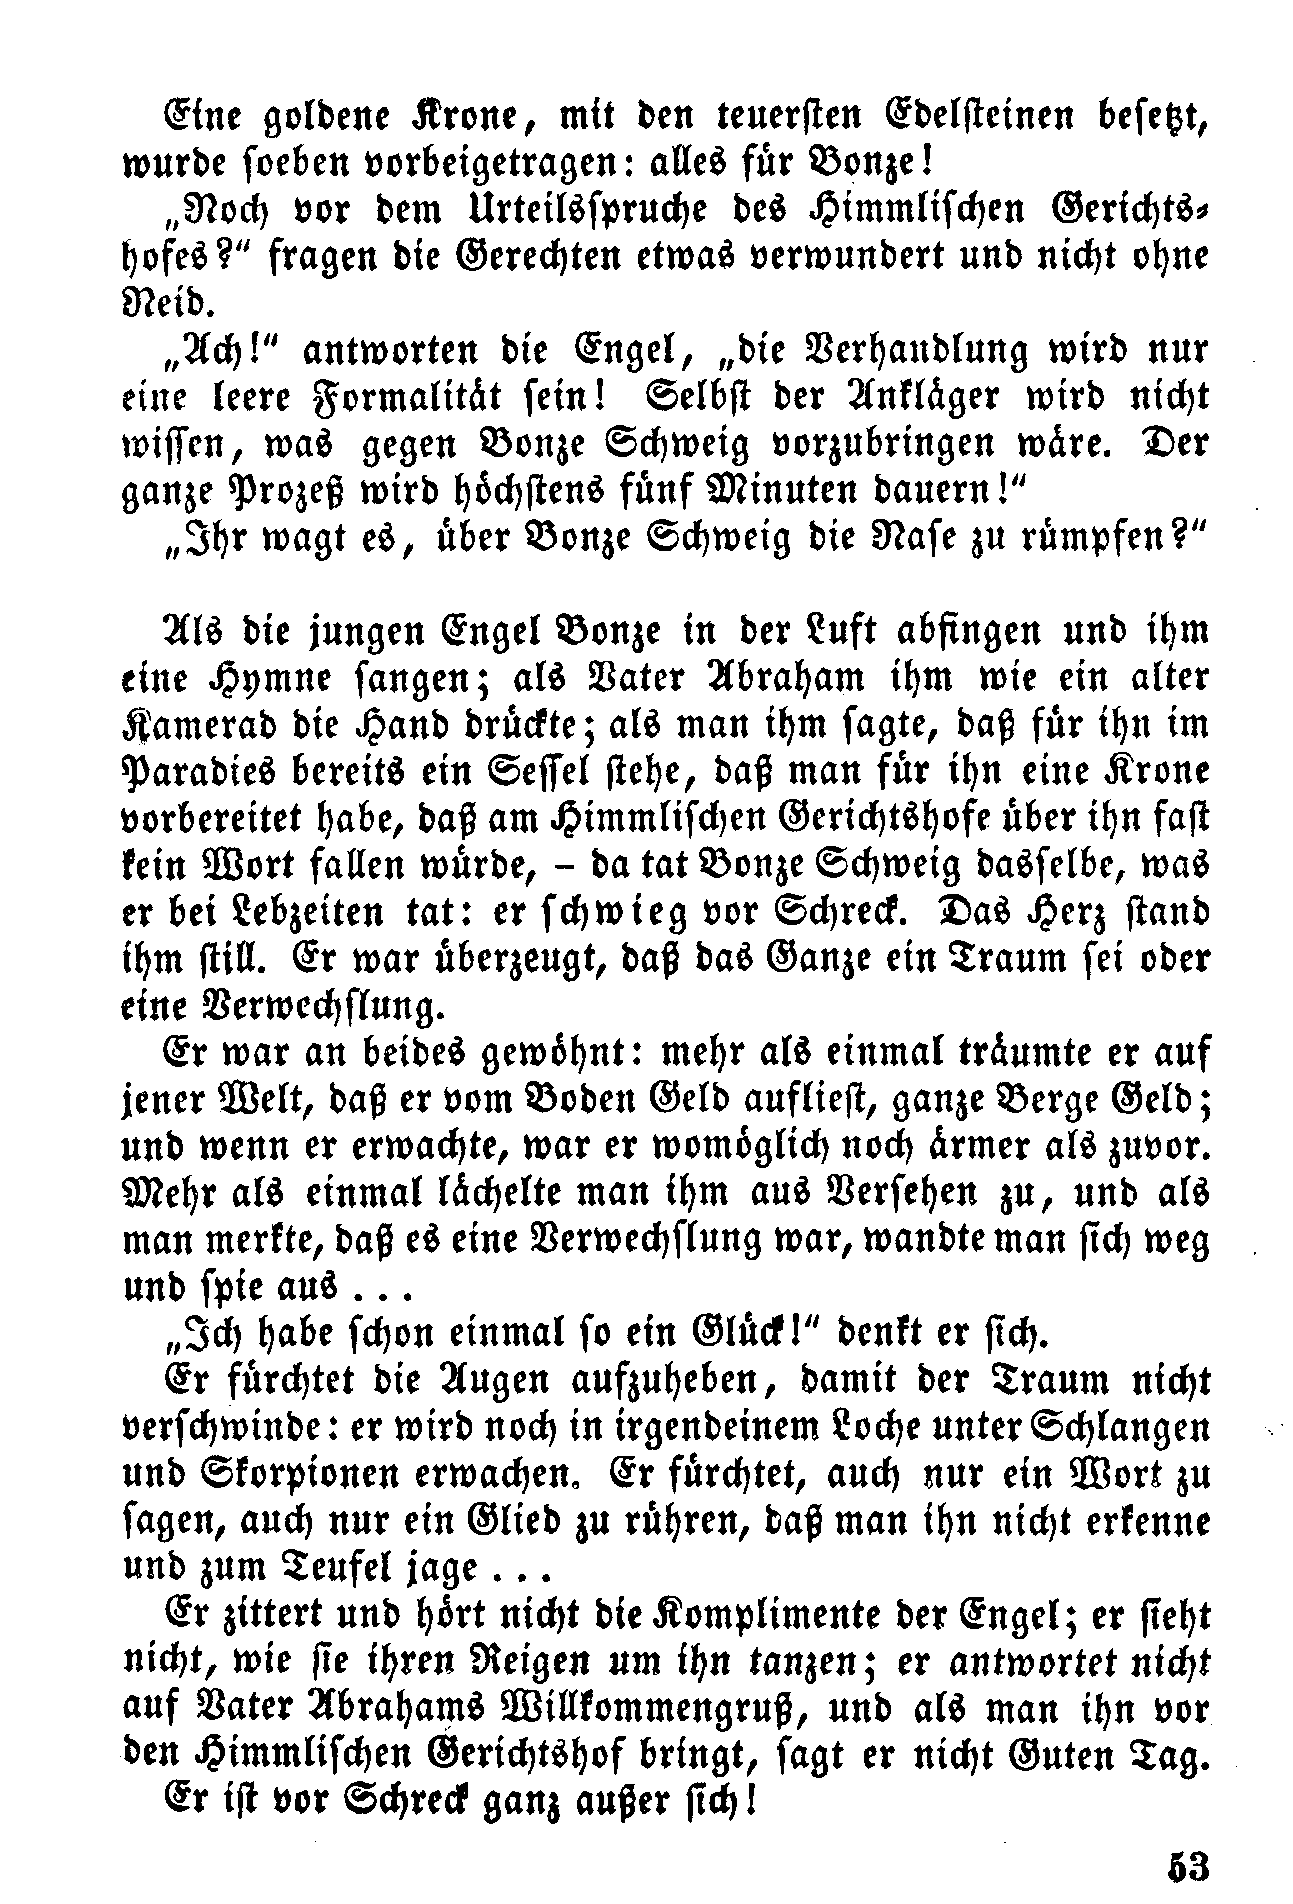 Eine goldene Krone, mit den teuersten Edelsteinen besetzt,
wurde soeben vorbeigetragen: alles für Bonze!
„Noch vor dem Urteilsspruche des Himmlischen Gerichts-
hofes?“ fragen die Gerechten etwas verwundert und nicht ohne
Neid.
„Ach!“ antworten die Engel, „die Verhandlung wird nur
eine leere Formalität sein! Selbst der Ankläger wird nicht
wissen, was gegen Bonze Schweig vorzubringen wäre. Der
ganze Prozeß wird höchstens fünf Minuten dauern!“
„Ihr wagt es, über Bonze Schweig die Nase zu rümpfen?“

Als die jungen Engel Bonze in der Luft abfingen und ihm
eine Hymne sangen; als Vater Abraham ihm wie ein alter
Kamerad die Hand drückte; als man ihm sagte, daß für ihn im
Paradies bereits ein Sessel stehe, daß man für ihn eine Krone
vorbereitet habe, daß am Himmlischen Gerichtshofe über ihn fast
kein Wort fallen würde, – da tat Bonze Schweig dasselbe, was
er bei Lebzeiten tat: er schwieg vor Schreck. Das Herz stand
ihm still. Er war überzeugt, daß das Ganze ein Traum sei oder
eine Verwechslung.
Er war an beides gewöhnt: mehr als einmal träumte er auf
jener Welt, daß er vom Boden Geld aufliest, ganze Berge Geld;
und wenn er erwachte, war er womöglich noch ärmer als zuvor.
Mehr als einmal lächelte man ihm aus Versehen zu, und als
man merkte, daß es eine Verwechslung war, wandte man sich weg
und spie aus . . .
„Ich habe schon einmal so ein Glück!“ denkt er sich.
Er fürchtet die Augen aufzuheben, damit der Traum nicht
verschwinde: er wird noch in irgendeinem Loche unter Schlangen
und Skorpionen erwachen. Er fürchtet, auch nur ein Wort zu
sagen, auch nur ein Glied zu rühren, daß man ihn nicht erkenne
und zum Teufel jage . . .
Er zittert und hört nicht die Komplimente der Engel; er sieht
nicht, wie sie ihren Reigen um ihn tanzen; er antwortet nicht
auf Vater Abrahams Willkommengruß, und als man ihn vor
den Himmlischen Gerichtshof bringt, sagt er nicht Guten Tag.
Er ist vor Schreck ganz außer sich!
53